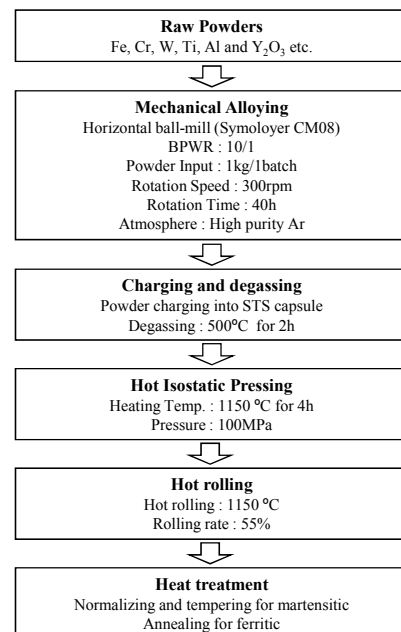 Raw Powders
Fe, Cr, W, Ti, Al and Y₂O₃ etc.
Mechanical Alloying
Horizontal ball-mill (Symoloyer CM08)
BPWR : 10/1
Powder Input : 1kg/1batch
Rotation Speed : 300rpm
Rotation Time : 40h
Atmosphere : High purity Ar
Charging and degassing
Powder charging into STS capsule
Degassing : 500℃ for 2h
Hot Isostatic Pressing
Heating Temp. : 1150 ℃ for 4h
Pressure : 100MPa
Hot rolling
Hot rolling : 1150 ℃
Rolling rate : 55%
Heat treatment
Normalizing and tempering for martensitic
Annealing for ferritic